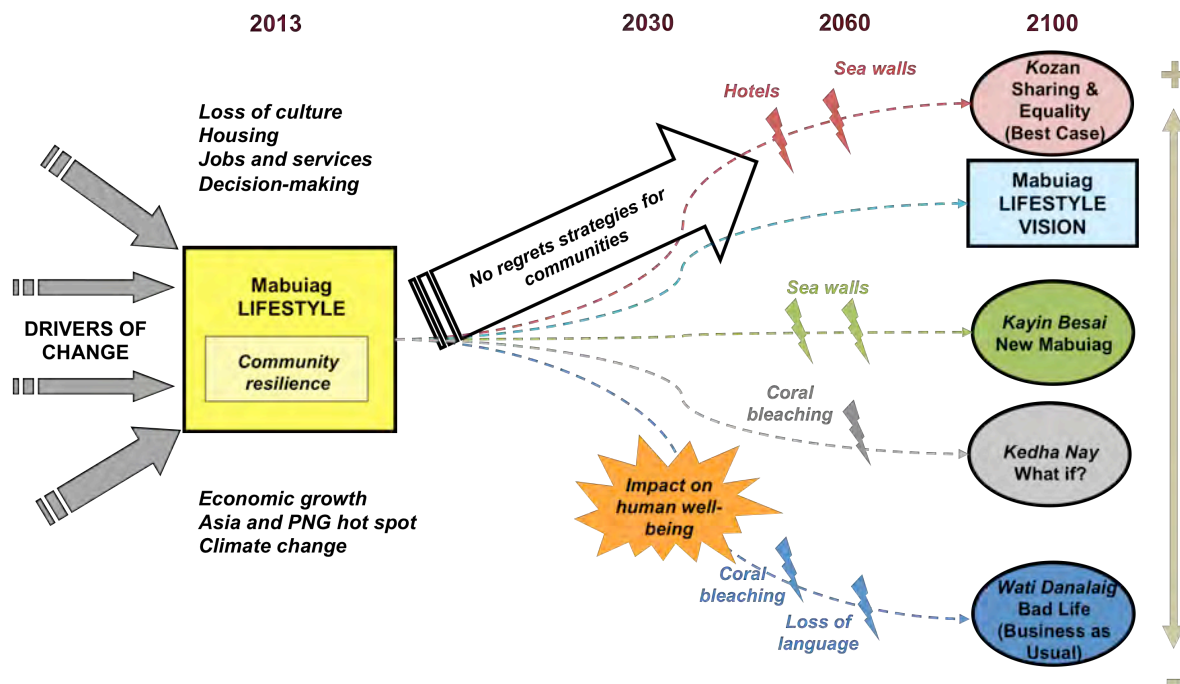 2013
2030
2060
2100
Loss of culture
Housing
Jobs and services
Decision-making
DRIVERS OF
CHANGE
Mabuiag
LIFESTYLE
Community
resilience
Economic growth
Asia and PNG hot spot
Climate change
No regrets strategies for
communities
Hotels
Sea walls
Kozan
Sharing &
Equality
(Best Case)
Mabuiag
LIFESTYLE
VISION
Sea walls
Kayin Besai
New Mabuiag
Coral
bleaching
Kedha Nay
What if?
Impact on
human well-
being
Coral
bleaching
Loss of
language
Wati Danalaig
Bad Life
(Business as
Usual)
+
-